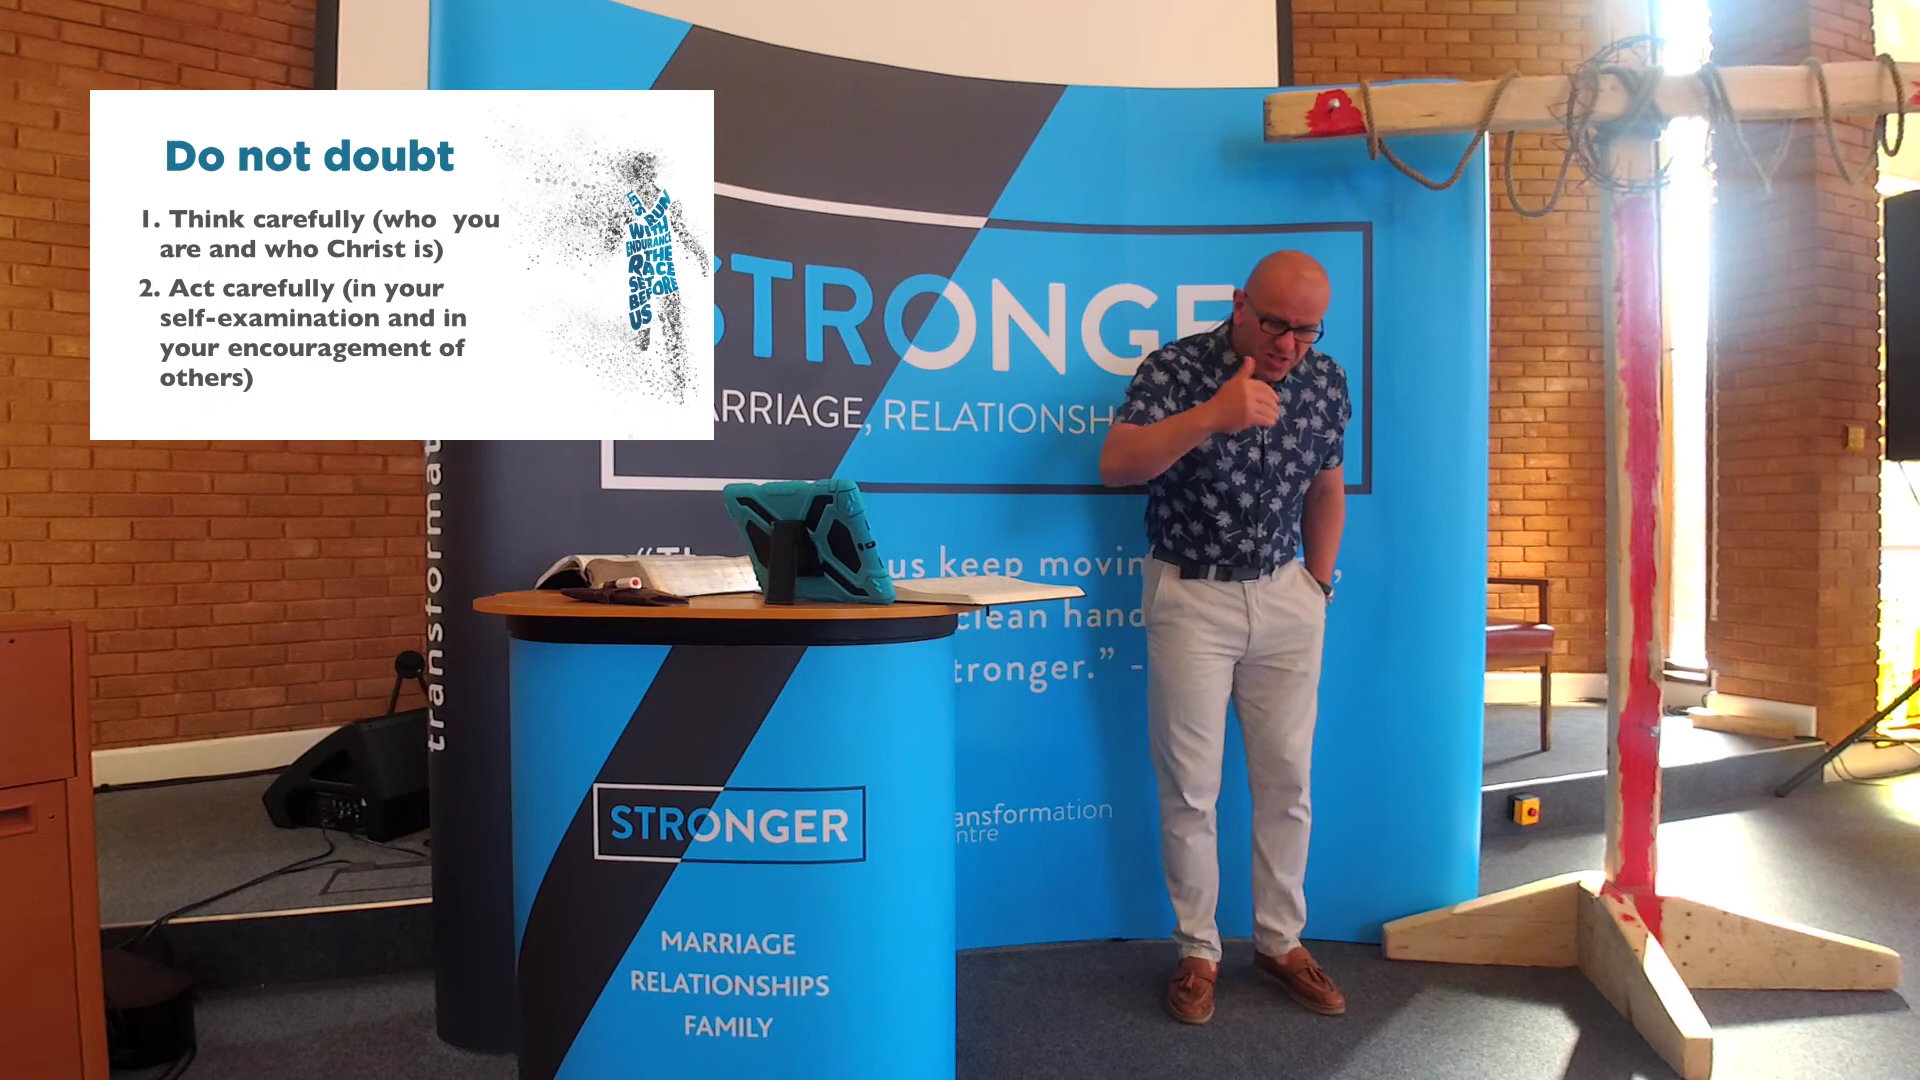 Do not doubt
1. Think carefully (who you
are and who Christ is)
2. Act carefully (in your
self-examination and in
your encouragement of
others)
LET'S RUN
WITH
ENDURANCE
THE
RACE
SET
BEFORE
US
STRONGE
ARRIAGE, RELATIONSH
us keep movin
clean hand
tronger.” -
ansformation
ntre
transformat
STRONGER
MARRIAGE
RELATIONSHIPS
FAMILY